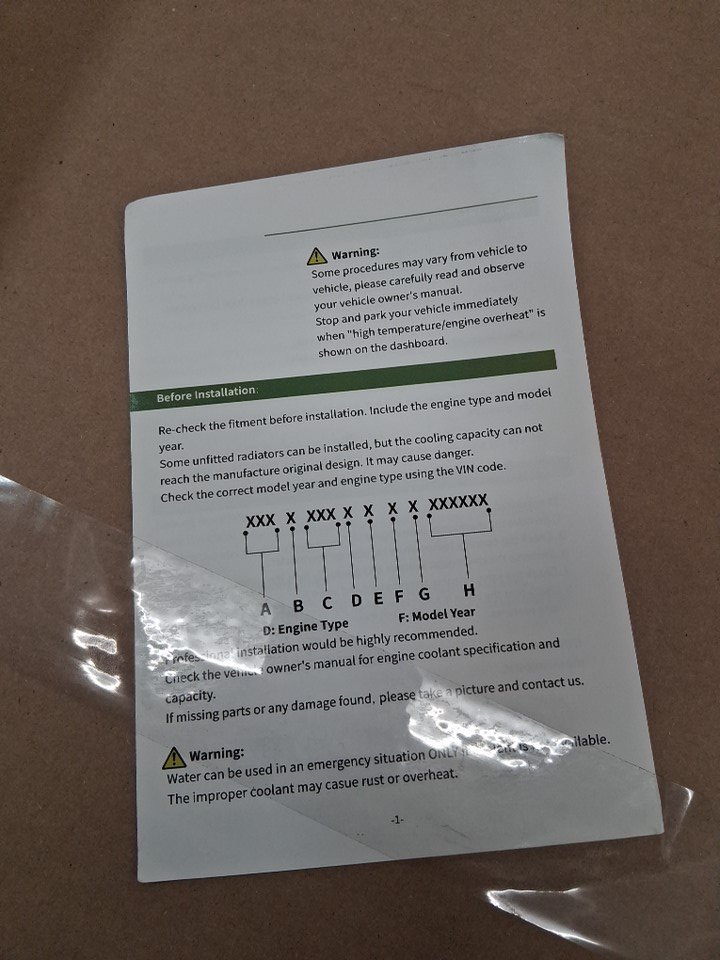 Warning:
Some procedures may vary from vehicle to
vehicle, please carefully read and observe
your vehicle owner's manual.
Stop and park your vehicle immediately
when "high temperature/engine overheat" is
shown on the dashboard.
Before Installation:
Re-check the fitment before installation. Include the engine type and model
year.
Some unfitted radiators can be installed, but the cooling capacity can not
reach the manufacture original design. It may cause danger.
Check the correct model year and engine type using the VIN code.
XXX X XXX X X X X XXXXXX
A B C D E F G H
D: Engine Type F: Model Year
Professional installation would be highly recommended.
Check the vehicle owner's manual for engine coolant specification and
capacity.
If missing parts or any damage found, please take a picture and contact us.
Warning:
Water can be used in an emergency situation ONLY
The improper coolant may casue rust or overheat.
-1-